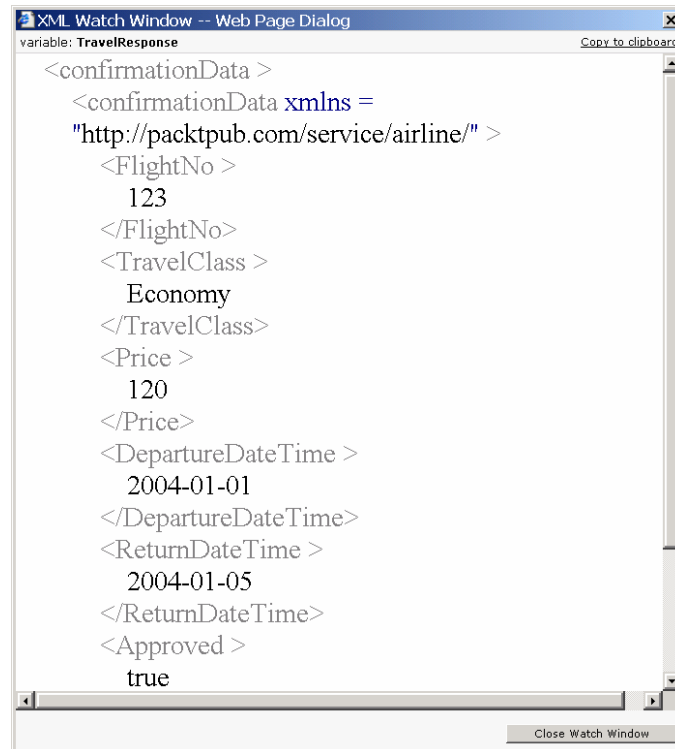 XML Watch Window -- Web Page Dialog
variable: TravelResponse Copy to clipboard
<confirmationData >
<confirmationData xmlns =
"http://packtpub.com/service/airline/" >
<FlightNo >
123
</FlightNo>
<TravelClass >
Economy
</TravelClass>
<Price >
120
</Price>
<DepartureDateTime >
2004-01-01
</DepartureDateTime>
<ReturnDateTime >
2004-01-05
</ReturnDateTime>
<Approved >
true
Close Watch Window